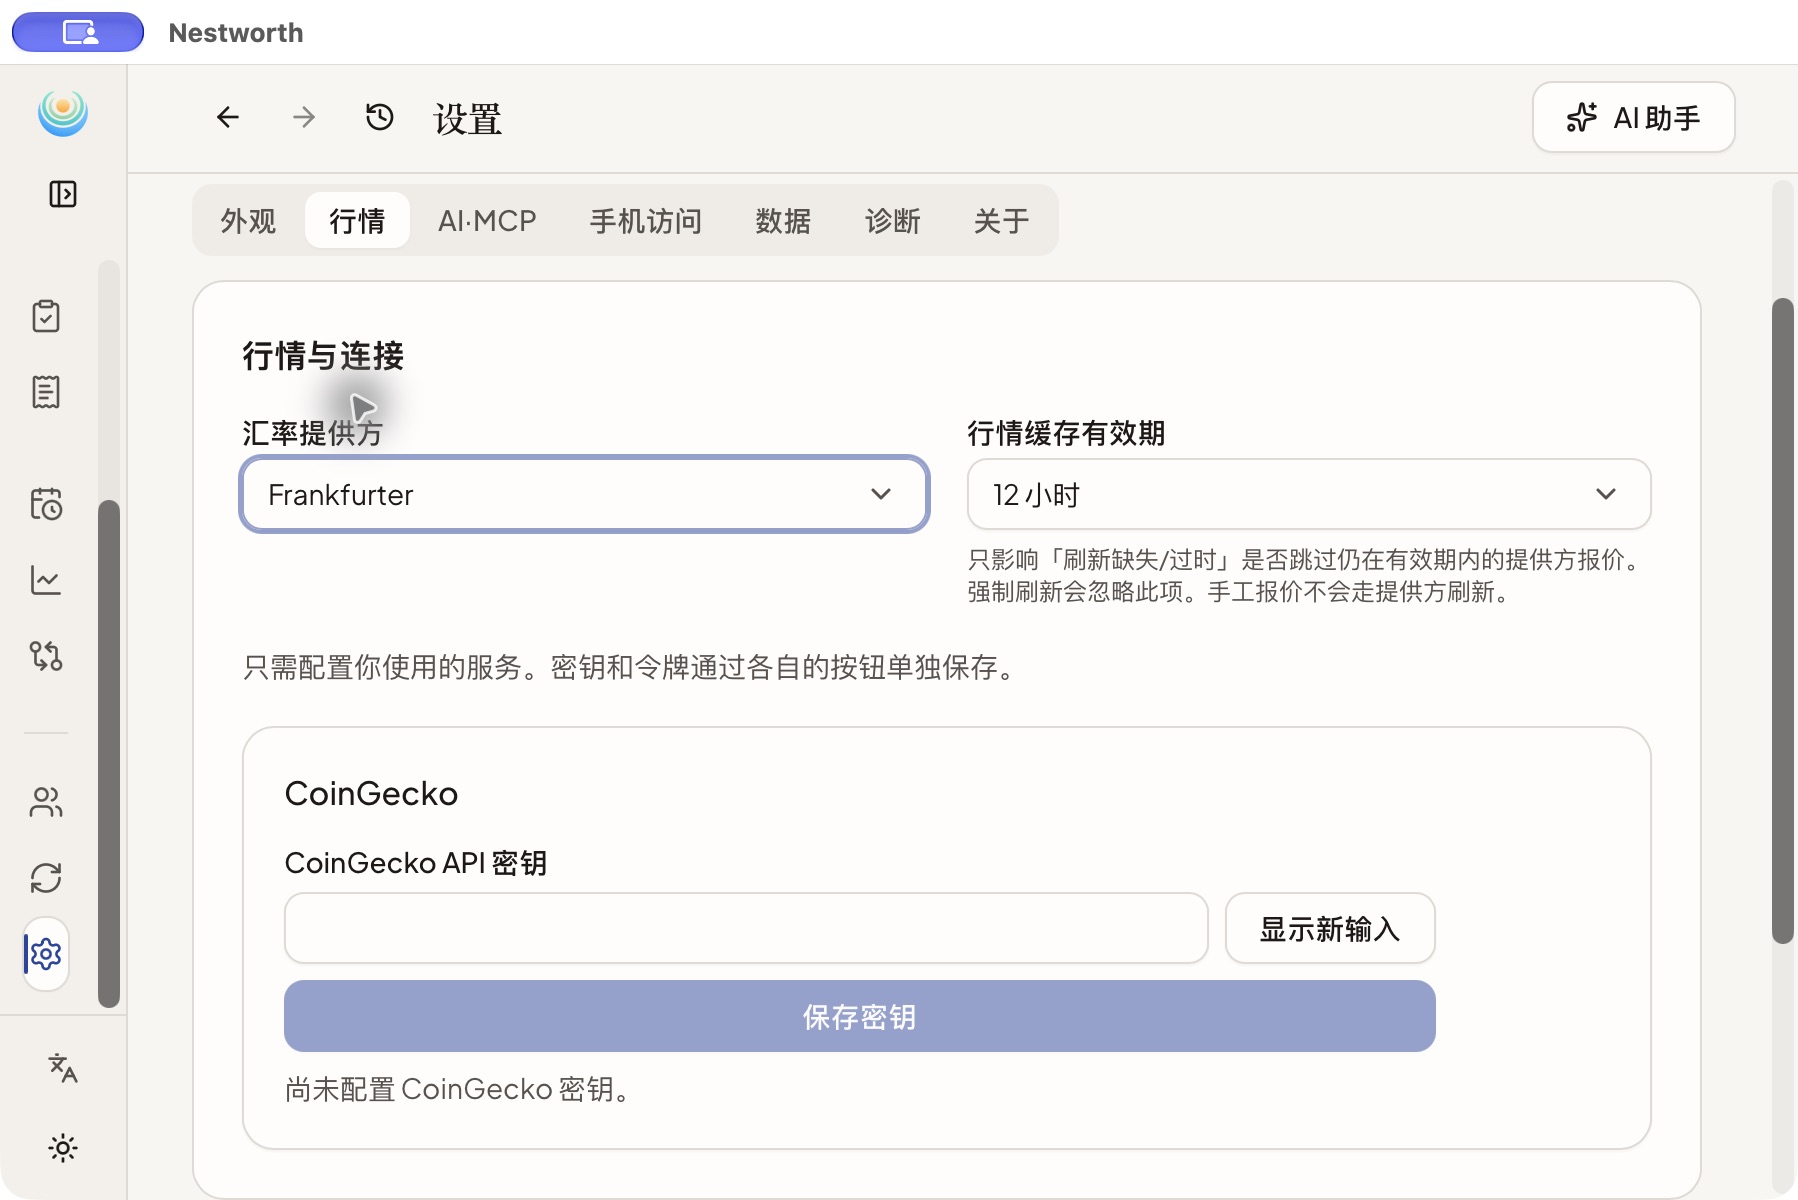 Nestworth
设置
AI 助手
外观
行情
AI·MCP
手机访问
数据
诊断
关于
行情与连接
汇率提供方
Frankfurter
行情缓存有效期
12 小时
只影响「刷新缺失/过时」是否跳过仍在有效期内的提供方报价。
强制刷新会忽略此项。手工报价不会走提供方刷新。
只需配置你使用的服务。密钥和令牌通过各自的按钮单独保存。
CoinGecko
CoinGecko API 密钥
显示新输入
保存密钥
尚未配置 CoinGecko 密钥。